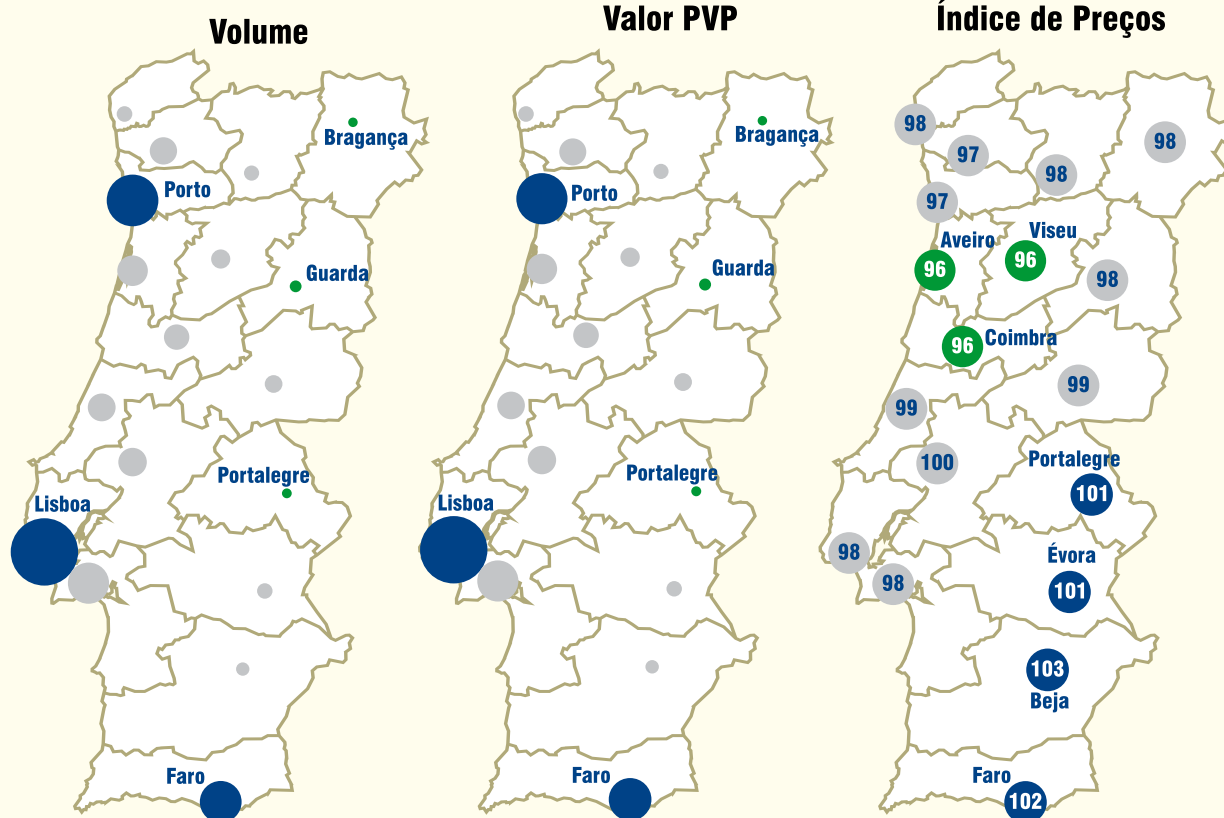 Volume
Bragança
Porto
Guarda
Portalegre
Lisboa
Faro
Valor PVP
Bragança
Porto
Guarda
Portalegre
Lisboa
Faro
Índice de Preços
98
97
98
98
97
Aveiro
96
Viseu
96
98
96
Coimbra
99
99
100
Portalegre
101
98
98
Évora
101
103
Beja
Faro
102